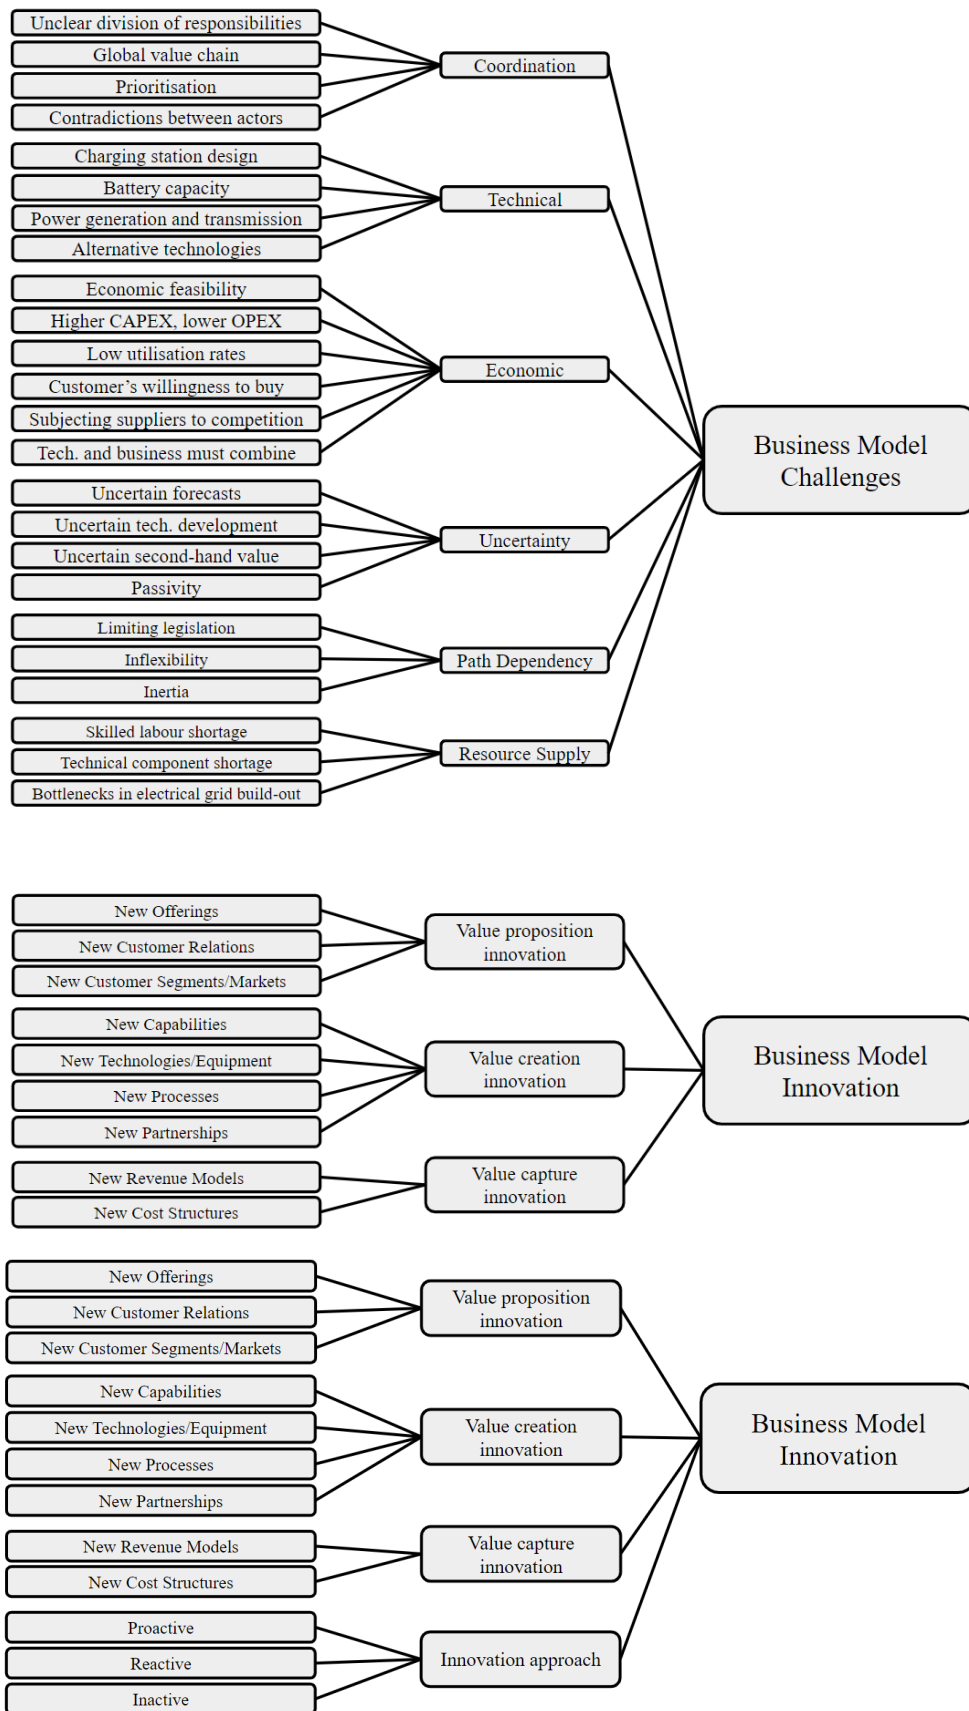 Unclear division of responsibilities
Global value chain
Prioritisation
Contradictions between actors
Coordination
Charging station design
Battery capacity
Power generation and transmission
Alternative technologies
Technical
Economic feasibility
Higher CAPEX, lower OPEX
Low utilisation rates
Customer's willingness to buy
Subjecting suppliers to competition
Tech. and business must combine
Economic
Uncertain forecasts
Uncertain tech. development
Uncertain second-hand value
Passivity
Uncertainty
Limiting legislation
Inflexibility
Inertia
Path Dependency
Skilled labour shortage
Technical component shortage
Bottlenecks in electrical grid build-out
Resource Supply
Business Model
Challenges
New Offerings
New Customer Relations
New Customer Segments/Markets
Value proposition
innovation
New Capabilities
New Technologies/Equipment
New Processes
New Partnerships
Value creation
innovation
New Revenue Models
New Cost Structures
Value capture
innovation
Business Model
Innovation
New Offerings
New Customer Relations
New Customer Segments/Markets
Value proposition
innovation
New Capabilities
New Technologies/Equipment
New Processes
New Partnerships
Value creation
innovation
New Revenue Models
New Cost Structures
Value capture
innovation
Proactive
Reactive
Inactive
Innovation approach
Business Model
Innovation